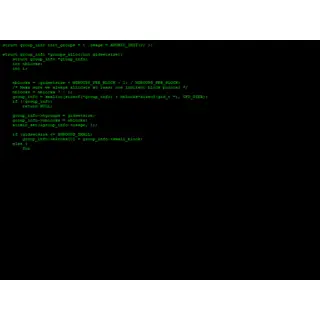 struct group_info init_groups = { .usage = ATOMIC_INIT(2) };
struct group_info *groups_alloc(int gidsetsize){
struct group_info *group_info;
int nblocks;
int i;
nblocks = (gidsetsize + NGROUPS_PER_BLOCK - 1) / NGROUPS_PER_BLOCK;
/* Make sure we always allocate at least one indirect block pointer */
nblocks = nblocks ? : 1;
group_info = kmalloc(sizeof(*group_info) + nblocks*sizeof(gid_t *), GFP_USER);
if (!group_info)
return NULL;
group_info->ngroups = gidsetsize;
group_info->nblocks = nblocks;
atomic_set(&group_info->usage, 1);
if (gidsetsize <= NGROUPS_SMALL)
group_info->blocks[0] = group_info->small_block;
else {
for